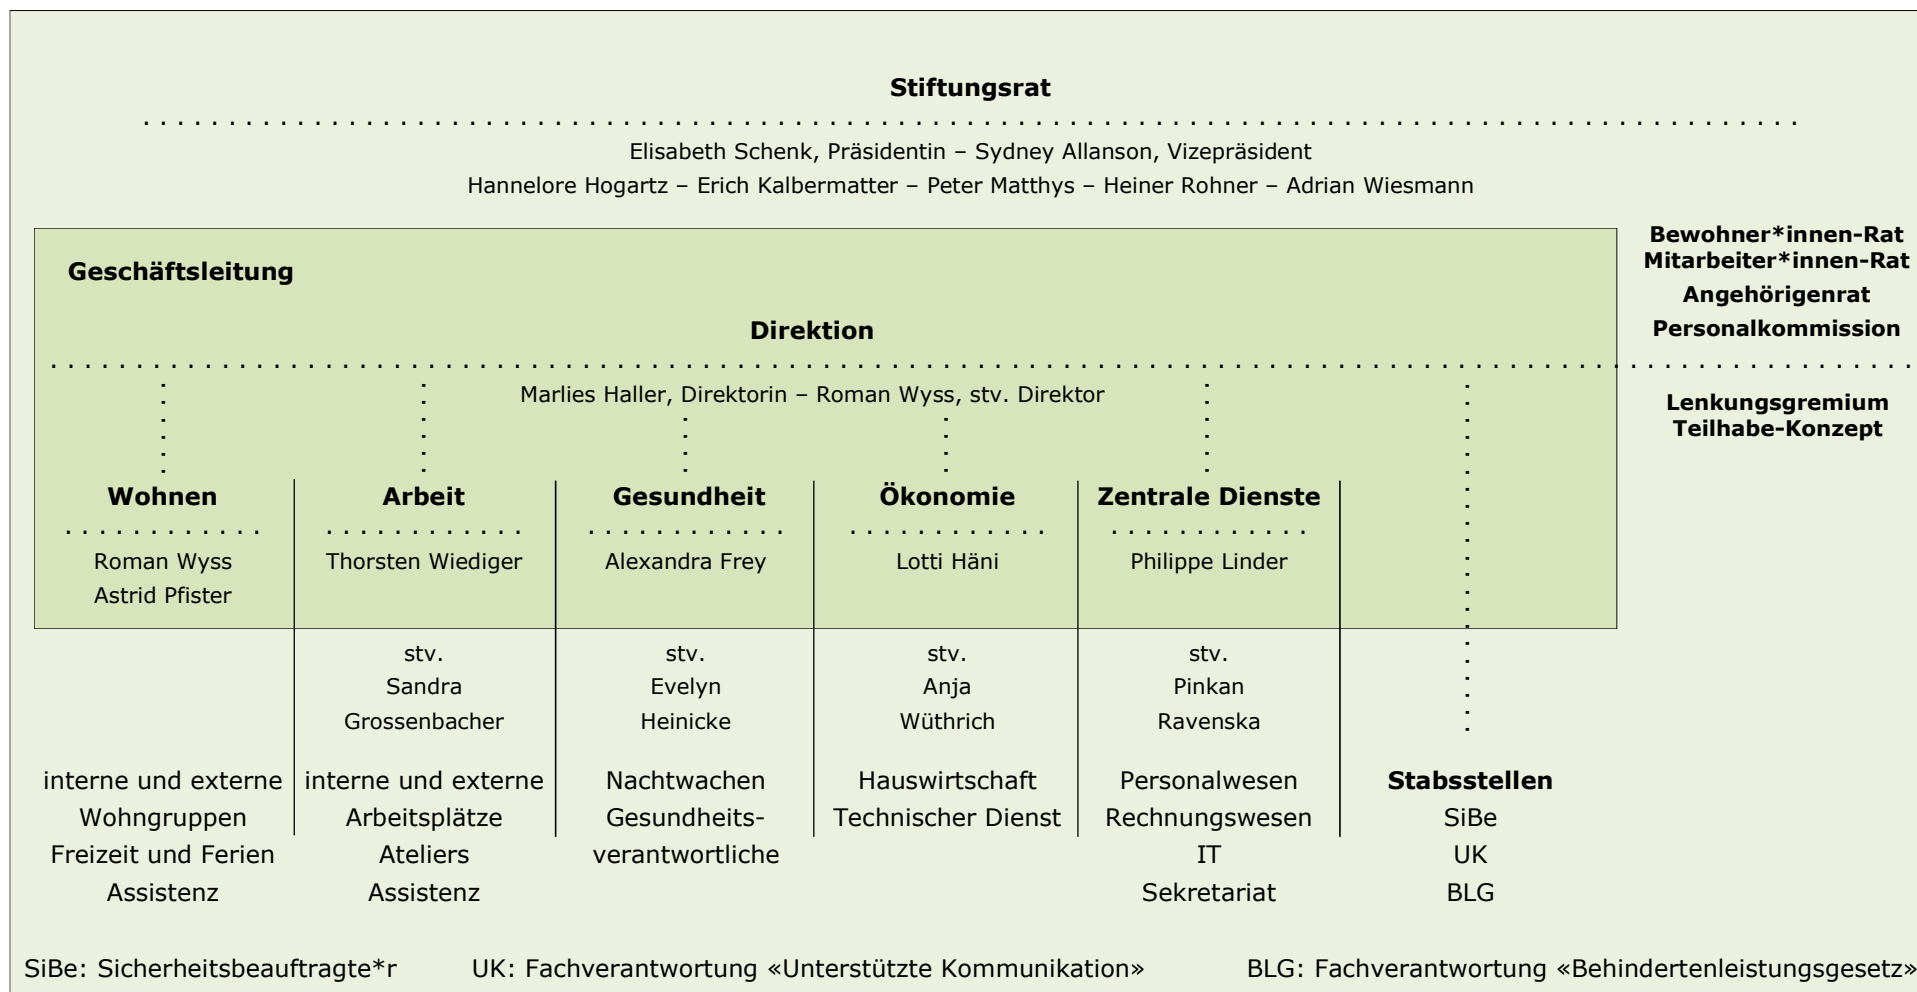 Stiftungsrat
Elisabeth Schenk, Präsidentin – Sydney Allanson, Vizepräsident
Hannelore Hogartz – Erich Kalbermatter – Peter Matthys – Heiner Rohner – Adrian Wiesmann
Geschäftsleitung
Direktion
Marlies Haller, Direktorin – Roman Wyss, stv. Direktor
Bewohner*innen-Rat
Mitarbeiter*innen-Rat
Angehörigenrat
Personalkommission
Lenkungsgremium
Teilhabe-Konzept
Wohnen
Roman Wyss
Astrid Pfister
interne und externe
Wohngruppen
Freizeit und Ferien
Assistenz
Arbeit
Thorsten Wiediger
stv.
Sandra
Grossenbacher
interne und externe
Arbeitsplätze
Ateliers
Assistenz
Gesundheit
Alexandra Frey
stv.
Evelyn
Heinicke
Nachtwachen
Gesundheits-
verantwortliche
Ökonomie
Lotti Häni
stv.
Anja
Wüthrich
Hauswirtschaft
Technischer Dienst
Zentrale Dienste
Philippe Linder
stv.
Pinkan
Ravenska
Personalwesen
Rechnungswesen
IT
Sekretariat
Stabsstellen
SiBe
UK
BLG
SiBe: Sicherheitsbeauftragte*r UK: Fachverantwortung «Unterstützte Kommunikation» BLG: Fachverantwortung «Behindertenleistungsgesetz»